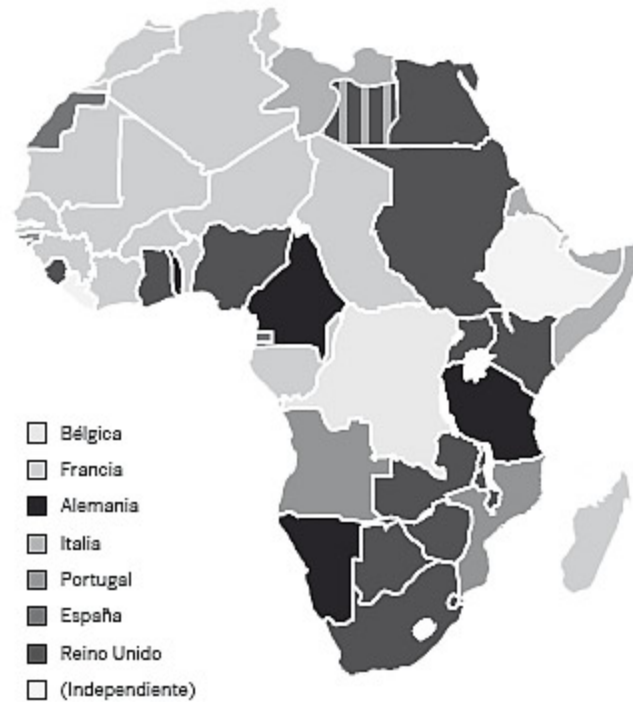 Bélgica
Francia
Alemania
Italia
Portugal
España
Reino Unido
(Independiente)